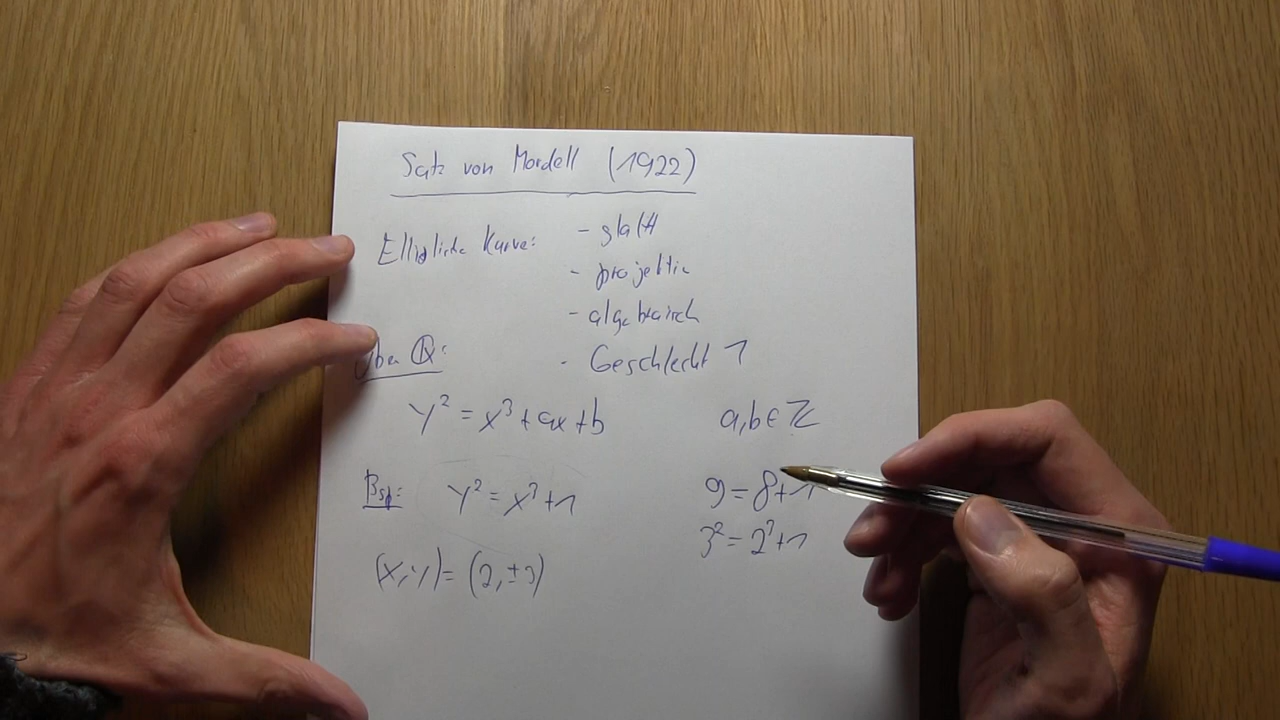 Satz von Mordell (1922)
Elliptische Kurve: - glatt
- projektiv
- algebraisch
- Geschlecht 1
über ℚ:
y² = x³ + ax + b a,b ∈ ℤ
Bsp: y² = x³ + 1 9 = 8 + 1
3² = 2³ + 1
(x,y) = (2, ±3)